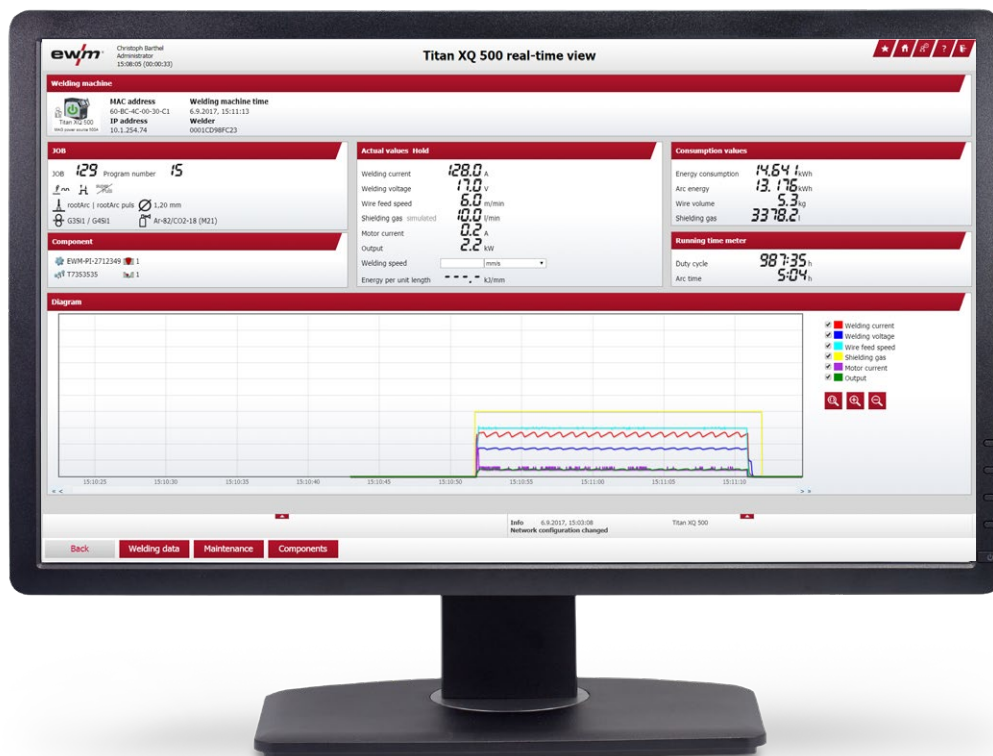 ewm
Christoph Barthel
Administrator
15:08:05 (00:00:33)
Titan XQ 500 real-time view
?
Welding machine
Titan XQ 500
MAC address
60-BC-4C-00-30-C1
IP address
10.1.254.74
Welding machine time
6.9.2017, 15:11:13
Welder
0001CD98FC23
JOB
JOB 129 Program number 15
rootArc | rootArc puls 1,20 mm
G3Si1 / G4Si1 Ar-82/CO2-18 (M21)
Component
EWM-PI-2712349 1
T7353535 1
Actual values Hold
Welding current 128.0 A
Welding voltage 17.0 V
Wire feed speed 6.0 m/min
Shielding gas simulated 10.0 l/min
Motor current 0.2 A
Output 2.2 kW
Welding speed mm/s
Energy per unit length ---.- kJ/mm
Consumption values
Energy consumption 14.641 kWh
Arc energy 13.176 kWh
Wire volume 5.3 kg
Shielding gas 3378.2 l
Running time meter
Duty cycle 987:35 h
Arc time 5:04 h
Diagram
Welding current
Welding voltage
Wire feed speed
Shielding gas
Motor current
Output
15:10:25 15:10:30 15:10:35 15:10:40 15:10:45 15:10:50 15:10:55 15:11:00 15:11:05 15:11:10
Info 6.9.2017, 15:03:08 Titan XQ 500
Network configuration changed
Back Welding data Maintenance Components